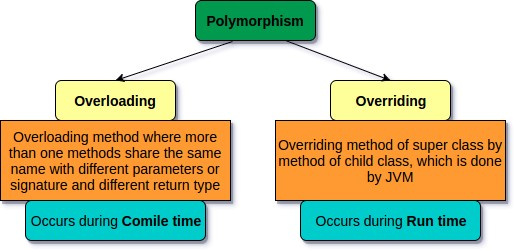 Polymorphism
Overloading
Overloading method where more
than one methods share the same
name with different parameters or
signature and different return type
Occurs during Comile time
Overriding
Overriding method of super class by
method of child class, which is done
by JVM
Occurs during Run time